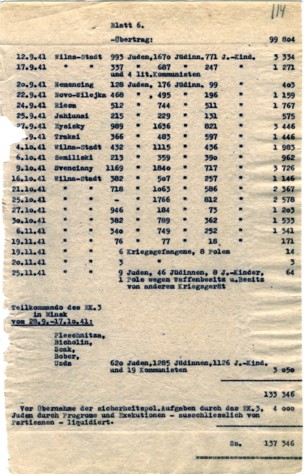 114
Blatt 6.
-Übertrag: 99 804
12.9.41 Wilna-Stadt 993 Juden, 1670 Jüdinn. 771 J.-Kind. 3 334
17.9.41 " " 337 " 687 " 247 " 1 271
und 4 lit. Kommunisten
20.9.41 Nemencing 128 Juden, 176 Jüdinn, 99 " 403
22.9.41 Novo-Wilejka 468 " 495 " 196 " 1 159
24.9.41 Riesa 512 " 744 " 511 " 1 767
25.9.41 Jahiunai 215 " 229 " 131 " 575
27.9.41 Eysisky 989 " 1636 " 821 " 3 446
30.9.41 Trakai 366 " 483 " 597 " 1 446
4.10.41 Wilna-Stadt 432 " 1115 " 436 " 1 983
6.10.41 Semiliski 213 " 359 " 390 " 962
9.10.41 Svenciany 1169 " 1840 " 717 " 3 726
16.10.41 Wilna-Stadt 382 " 507 " 257 " 1 146
21.10.41 " " 718 " 1063 " 586 " 2 367
25.10.41 " " - " 1766 " 812 " 2 578
27.10.41 " " 946 " 184 " 73 " 1 203
30.10.41 " " 382 " 789 " 362 " 1 533
6.11.41 " " 340 " 749 " 252 " 1 341
19.11.41 " " 76 " 77 " 18 " 171
19.11.41 " " 6 Kriegsgefangene, 8 Polen 14
20.11.41 " " 3 " 3
25.11.41 " " 9 Juden, 46 Jüdinnen, 8 J.-Kinder, 64
1 Pole wegen Waffenbesitz u. Besitz
von anderem Kriegsgerät
Teilkommando des EK.3
in Minsk
vom 28.9.-17.10.41:
Pleschnitza,
Bicholin,
Scak,
Bober,
Uzda 620 Juden, 1285 Jüdinnen, 1126 J.-Kind.
und 19 Kommunisten 3 050
133 346
Vor Übernahme der sicherheitspol. Aufgaben durch das EK.3, 4 000
Juden durch Progrome und Exekutionen - ausschliesslich von
Partisanen - liquidiert.
Sa. 137 346